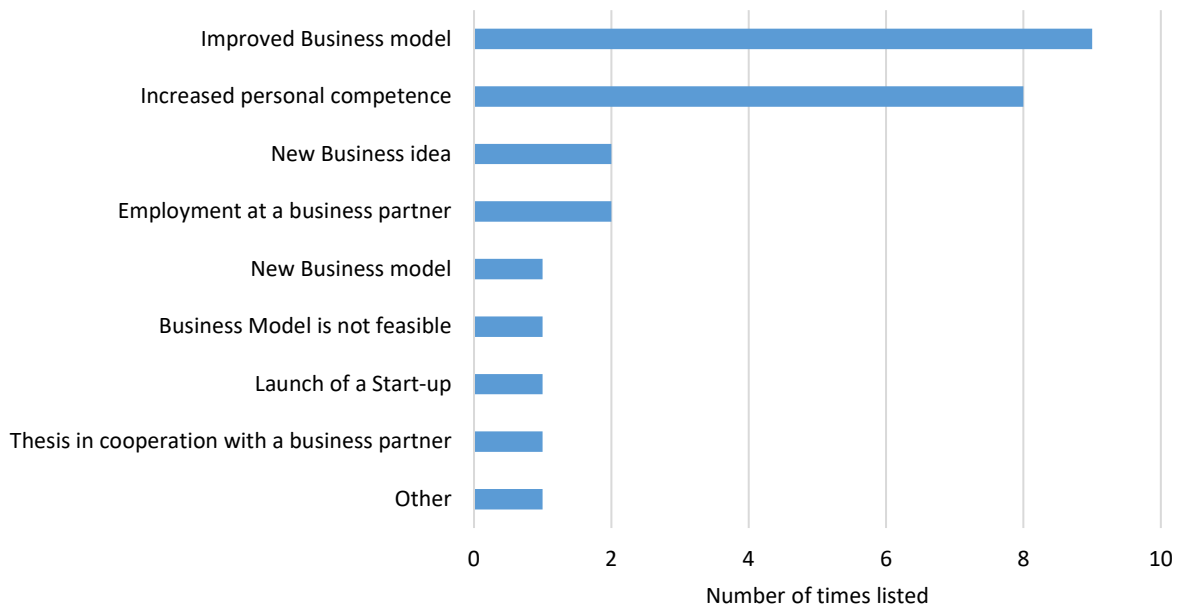 Improved Business model
Increased personal competence
New Business idea
Employment at a business partner
New Business model
Business Model is not feasible
Launch of a Start-up
Thesis in cooperation with a business partner
Other
0 2 4 6 8 10
Number of times listed